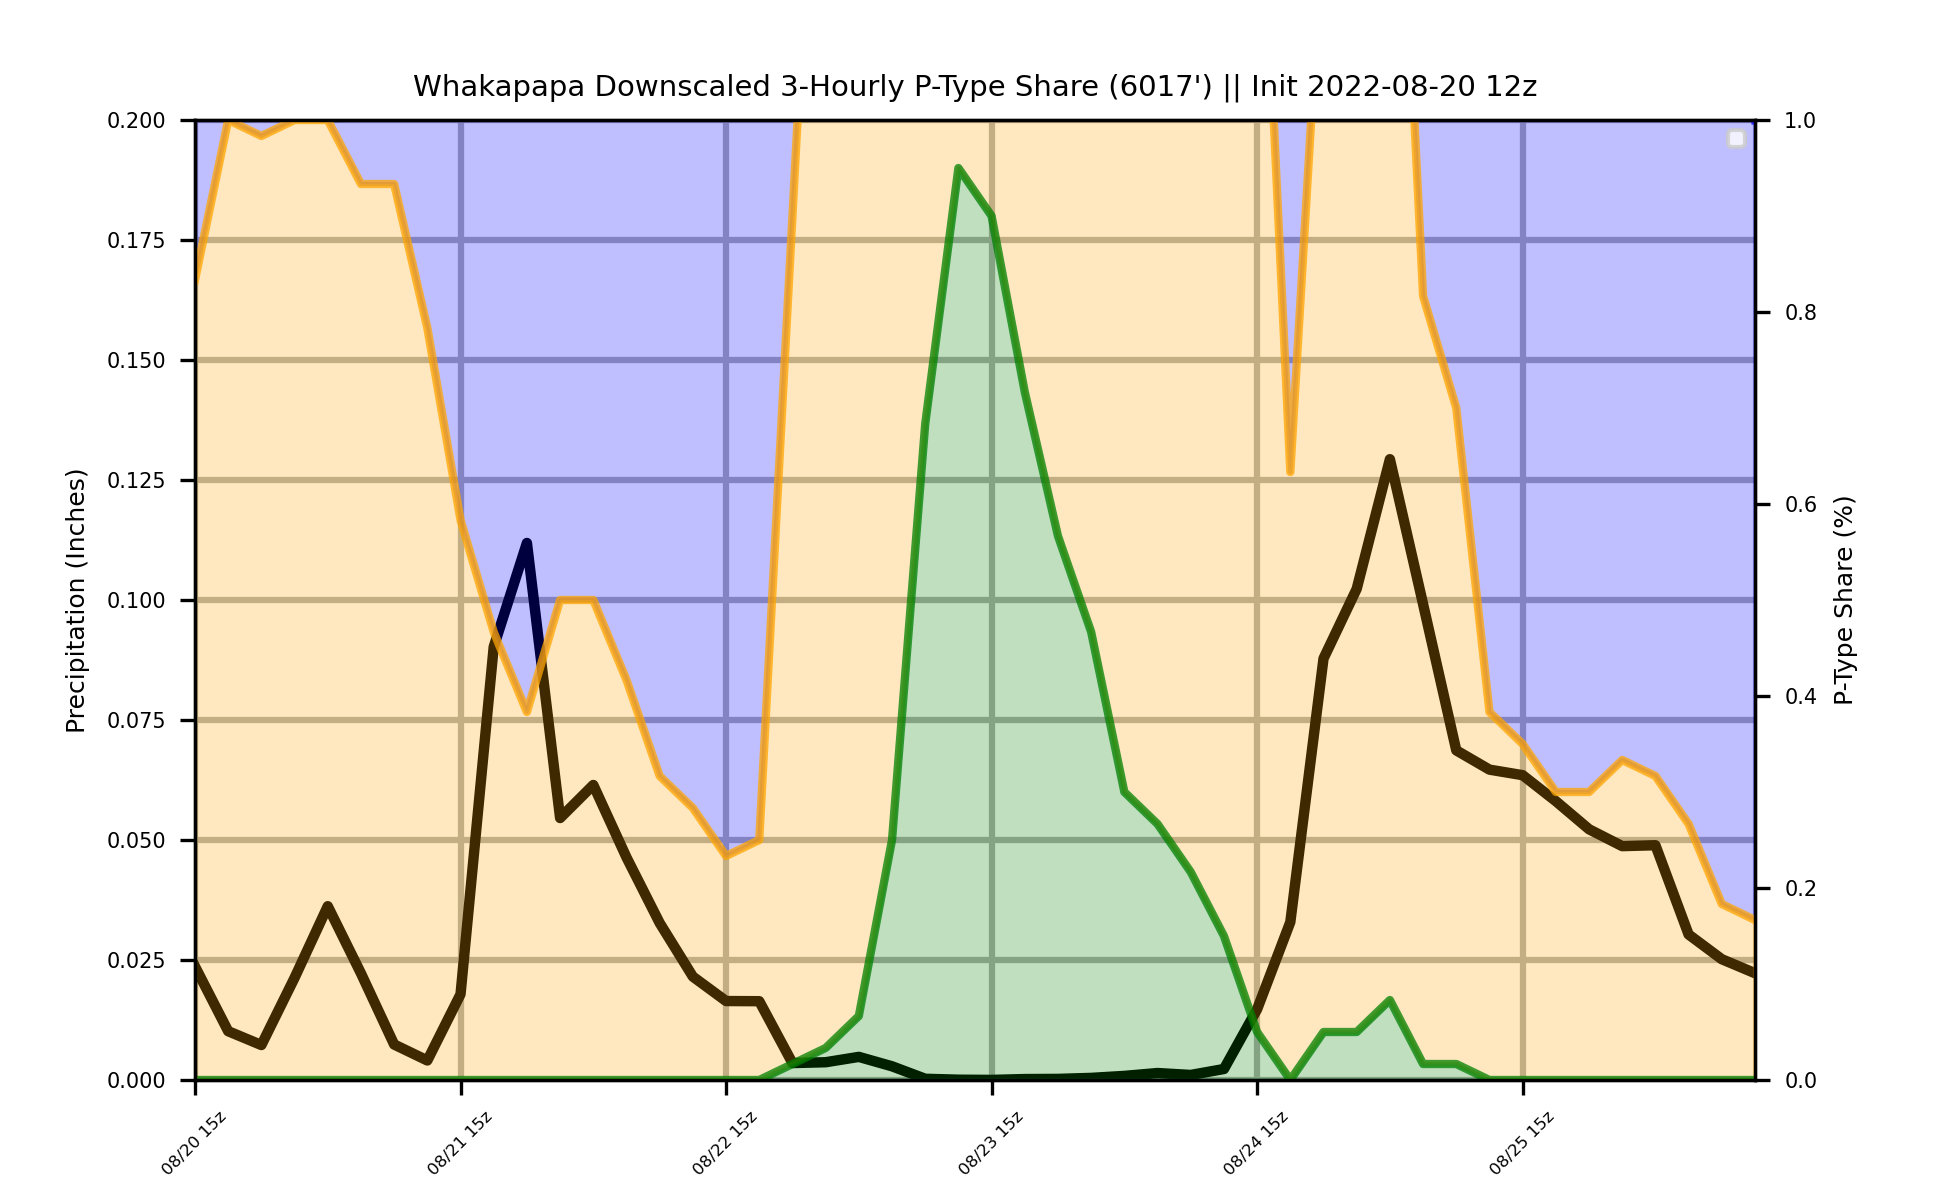 Whakapapa Downscaled 3-Hourly P-Type Share (6017') || Init 2022-08-20 12z
0.200
0.175
0.150
0.125
0.100
0.075
0.050
0.025
0.000
Precipitation (Inches)
1.0
0.8
0.6
0.4
0.2
0.0
P-Type Share (%)
08/20 15z
08/21 15z
08/22 15z
08/23 15z
08/24 15z
08/25 15z